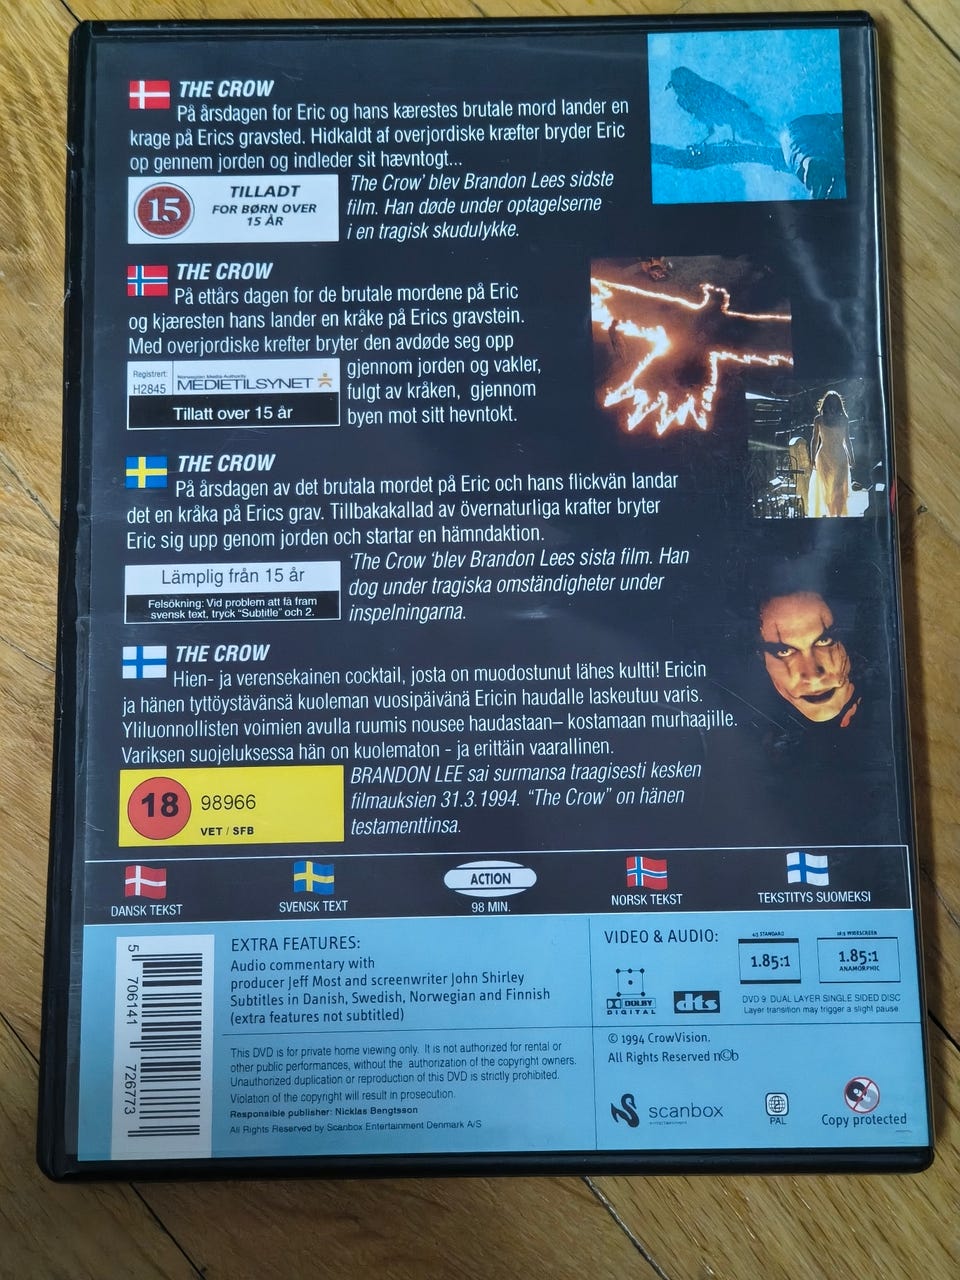 THE CROW
På årsdagen for Eric og hans kærestes brutale mord lander en
krage på Erics gravsted. Hidkaldt af overjordiske kræfter bryder Eric
op gennem jorden og indleder sit hævntogt...
15
TILLADT
FOR BØRN OVER
15 ÅR
'The Crow' blev Brandon Lees sidste
film. Han døde under optagelserne
i en tragisk skudulykke.
THE CROW
På ettårs dagen for de brutale mordene på Eric
og kjæresten hans lander en kråke på Erics gravstein.
Med overjordiske krefter bryter den avdøde seg opp
gjennom jorden og vakler,
fulgt av kråken, gjennom
byen mot sitt hevntokt.
Registrert:
H2845
Norwegian Media Authority
MEDIETILSYNET
Tillatt over 15 år
THE CROW
På årsdagen av det brutala mordet på Eric och hans flickvän landar
det en kråka på Erics grav. Tillbakakallad av övernaturliga krafter bryter
Eric sig upp genom jorden och startar en hämndaktion.
Lämplig från 15 år
Felsökning: Vid problem att få fram
svensk text, tryck "Subtitle" och 2.
'The Crow 'blev Brandon Lees sista film. Han
dog under tragiska omständigheter under
inspelningarna.
THE CROW
Hien- ja verensekainen cocktail, josta on muodostunut lähes kultti! Ericin
ja hänen tyttöystävänsä kuoleman vuosipäivänä Ericin haudalle laskeutuu varis.
Yliluonnollisten voimien avulla ruumis nousee haudastaan– kostamaan murhaajille.
Variksen suojeluksessa hän on kuolematon - ja erittäin vaarallinen.
18
98966
VET / SFB
BRANDON LEE sai surmansa traagisesti kesken
filmauksien 31.3.1994. "The Crow" on hänen
testamenttinsa.
DANSK TEKST
SVENSK TEXT
ACTION
98 MIN.
NORSK TEKST
TEKSTITYS SUOMEKSI
5 706141 726773
EXTRA FEATURES:
Audio commentary with
producer Jeff Most and screenwriter John Shirley
Subtitles in Danish, Swedish, Norwegian and Finnish
(extra features not subtitled)
This DVD is for private home viewing only. It is not authorized for rental or
other public performances, without the authorization of the copyright owners.
Unauthorized duplication or reproduction of this DVD is strictly prohibited.
Violation of the copyright will result in prosecution.
Responsible publisher: Nicklas Bengtsson
All Rights Reserved by Scanbox Entertainment Denmark A/S
VIDEO & AUDIO:
4:3 STANDARD
1.85:1
16:9 WIDESCREEN
1.85:1
ANAMORPHIC
DOLBY
DIGITAL
dts
DVD 9: DUAL LAYER SINGLE SIDED DISC
Layer transition may trigger a slight pause
© 1994 CrowVision.
All Rights Reserved n©b
scanbox
entertainment
2
PAL
Copy protected